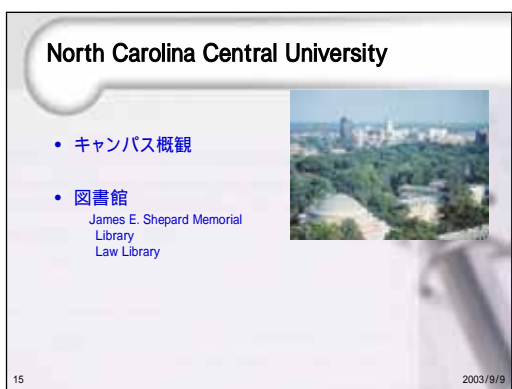 North Carolina Central University
• キャンパス概観
• 図書館
James E. Shepard Memorial
Library
Law Library
15
2003/9/9